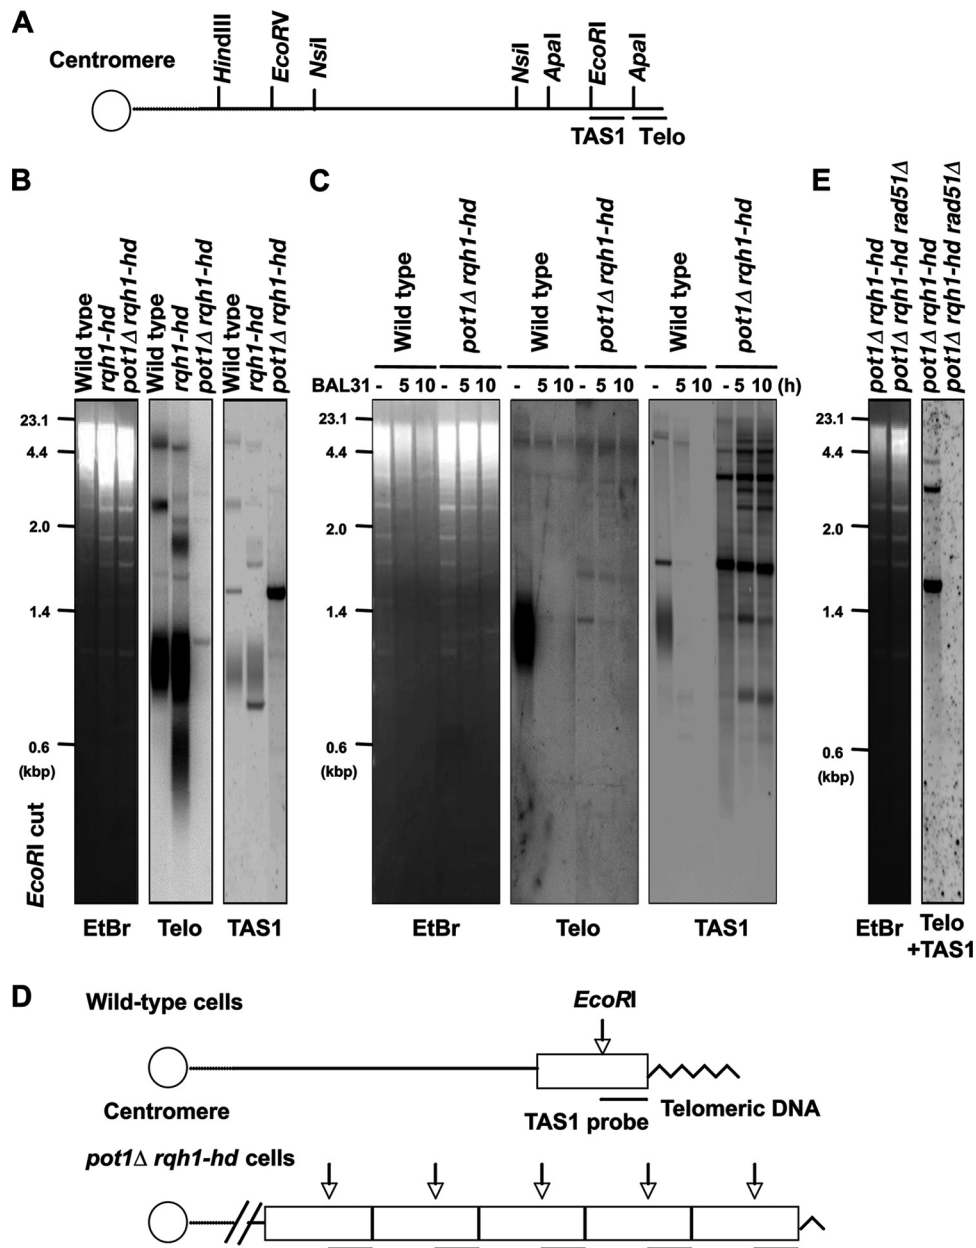 A
Centromere
HindIII
EcoRV
NsiI
NsiI
ApaI
EcoRI
ApaI
TAS1
Telo
B
Wild type
rqh1-hd
pot1Δ rqh1-hd
Wild type
rqh1-hd
pot1Δ rqh1-hd
Wild type
rqh1-hd
pot1Δ rqh1-hd
23.1
4.4
2.0
1.4
0.6
(kbp)
EcoRI cut
EtBr
Telo
TAS1
C
Wild type
pot1Δ rqh1-hd
Wild type
pot1Δ rqh1-hd
Wild type
pot1Δ rqh1-hd
BAL31 - 5 10 - 5 10 - 5 10 - 5 10 - 5 10 - 5 10 (h)
23.1
4.4
2.0
1.4
0.6
(kbp)
EtBr
Telo
TAS1
E
pot1Δ rqh1-hd
pot1Δ rqh1-hd rad51Δ
pot1Δ rqh1-hd
pot1Δ rqh1-hd rad51Δ
23.1
4.4
2.0
1.4
0.6
(kbp)
EtBr
Telo
+TAS1
D
Wild-type cells
EcoRI
Centromere
TAS1 probe
Telomeric DNA
pot1Δ rqh1-hd cells